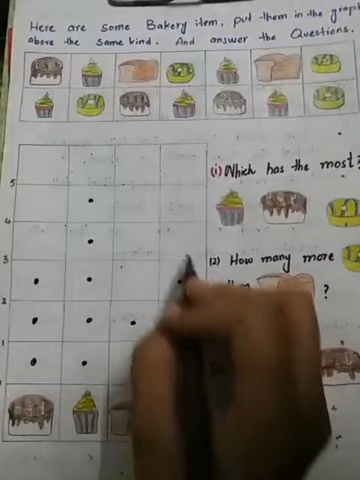 Here are some Bakery item, put them in the graph
above the same kind. And answer the Questions.
5
4
3
2
1
(i) Which has the most?
(2) How many more
?